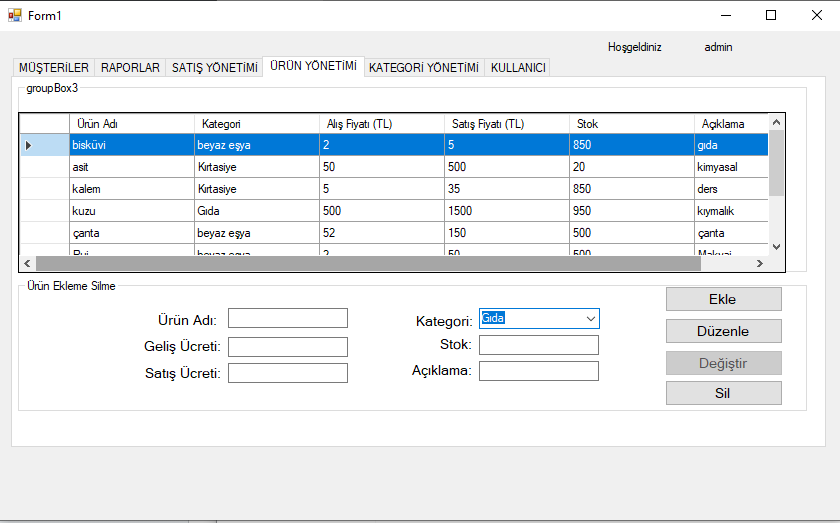 Form1
Hoşgeldiniz admin
MÜŞTERİLER RAPORLAR SATIŞ YÖNETİMİ ÜRÜN YÖNETİMİ KATEGORİ YÖNETİMİ KULLANICI
groupBox3
Ürün Adı Kategori Alış Fiyatı (TL) Satış Fiyatı (TL) Stok Açıklama
bisküvi beyaz eşya 2 5 850 gıda
asit Kırtasiye 50 500 20 kimyasal
kalem Kırtasiye 5 35 850 ders
kuzu Gıda 500 1500 950 kıymalık
çanta beyaz eşya 52 150 500 çanta
Ruj beyaz eşya 2 50 500 Makyaj
Ürün Ekleme Silme
Ürün Adı: Kategori: Gıda Ekle
Geliş Ücreti: Stok: Düzenle
Satış Ücreti: Açıklama: Değiştir
Sil